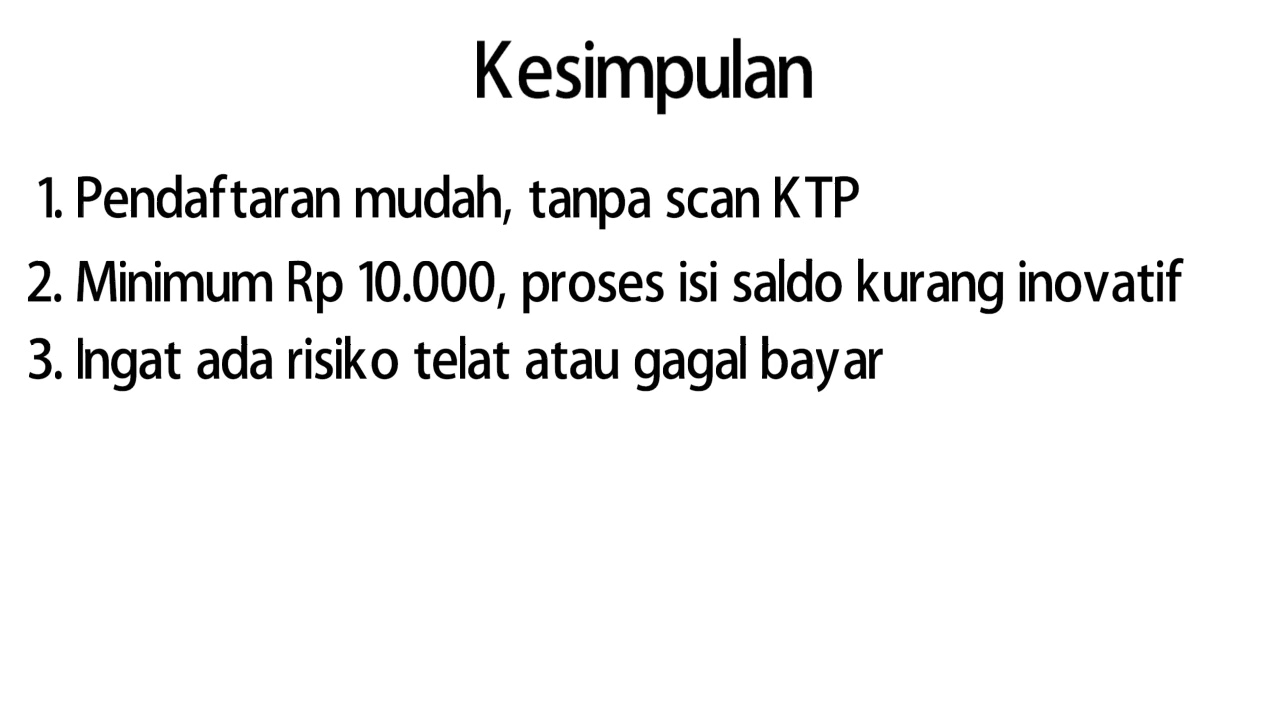 Kesimpulan
1. Pendaftaran mudah, tanpa scan KTP
2. Minimum Rp 10.000, proses isi saldo kurang inovatif
3. Ingat ada risiko telat atau gagal bayar